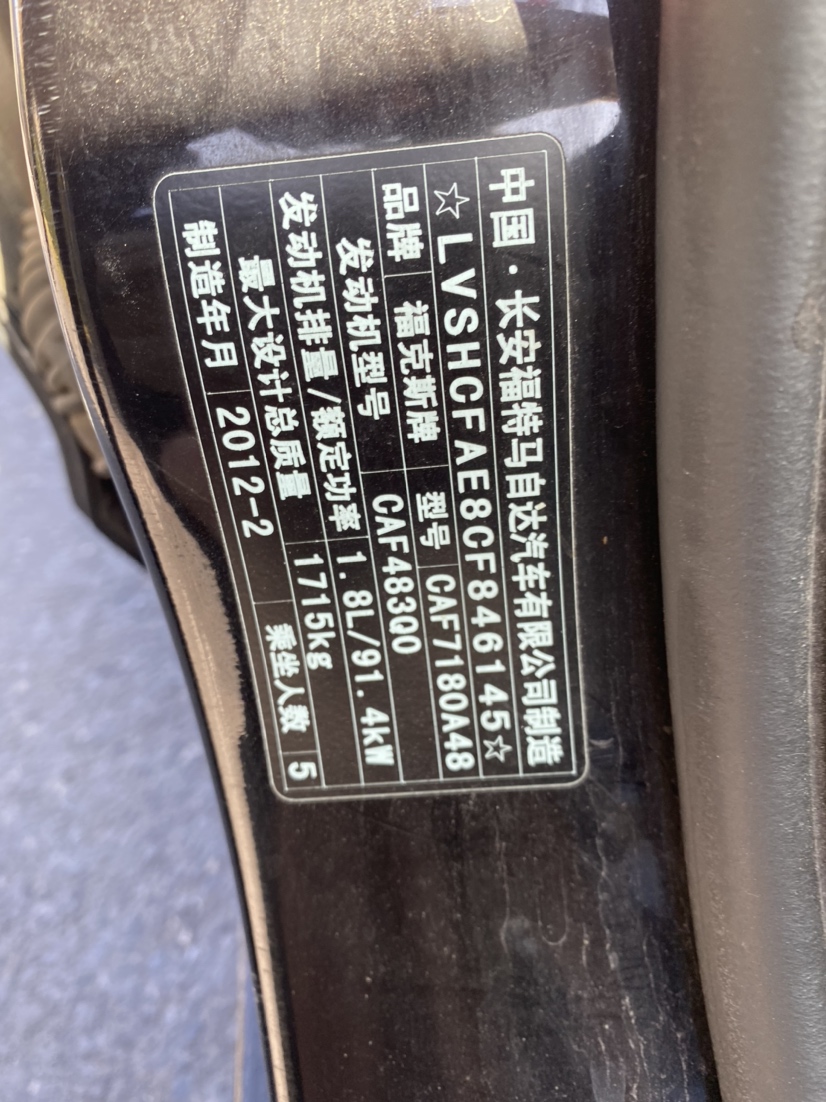 中国·长安福特马自达汽车有限公司制造
☆LVSHCFAE8CF846145☆
品牌 福克斯牌 型号 CAF7180A48
发动机型号 CAF483Q0
发动机排量/额定功率 1.8L/91.4kW
最大设计总质量 1715kg
制造年月 2012-2 乘坐人数 5